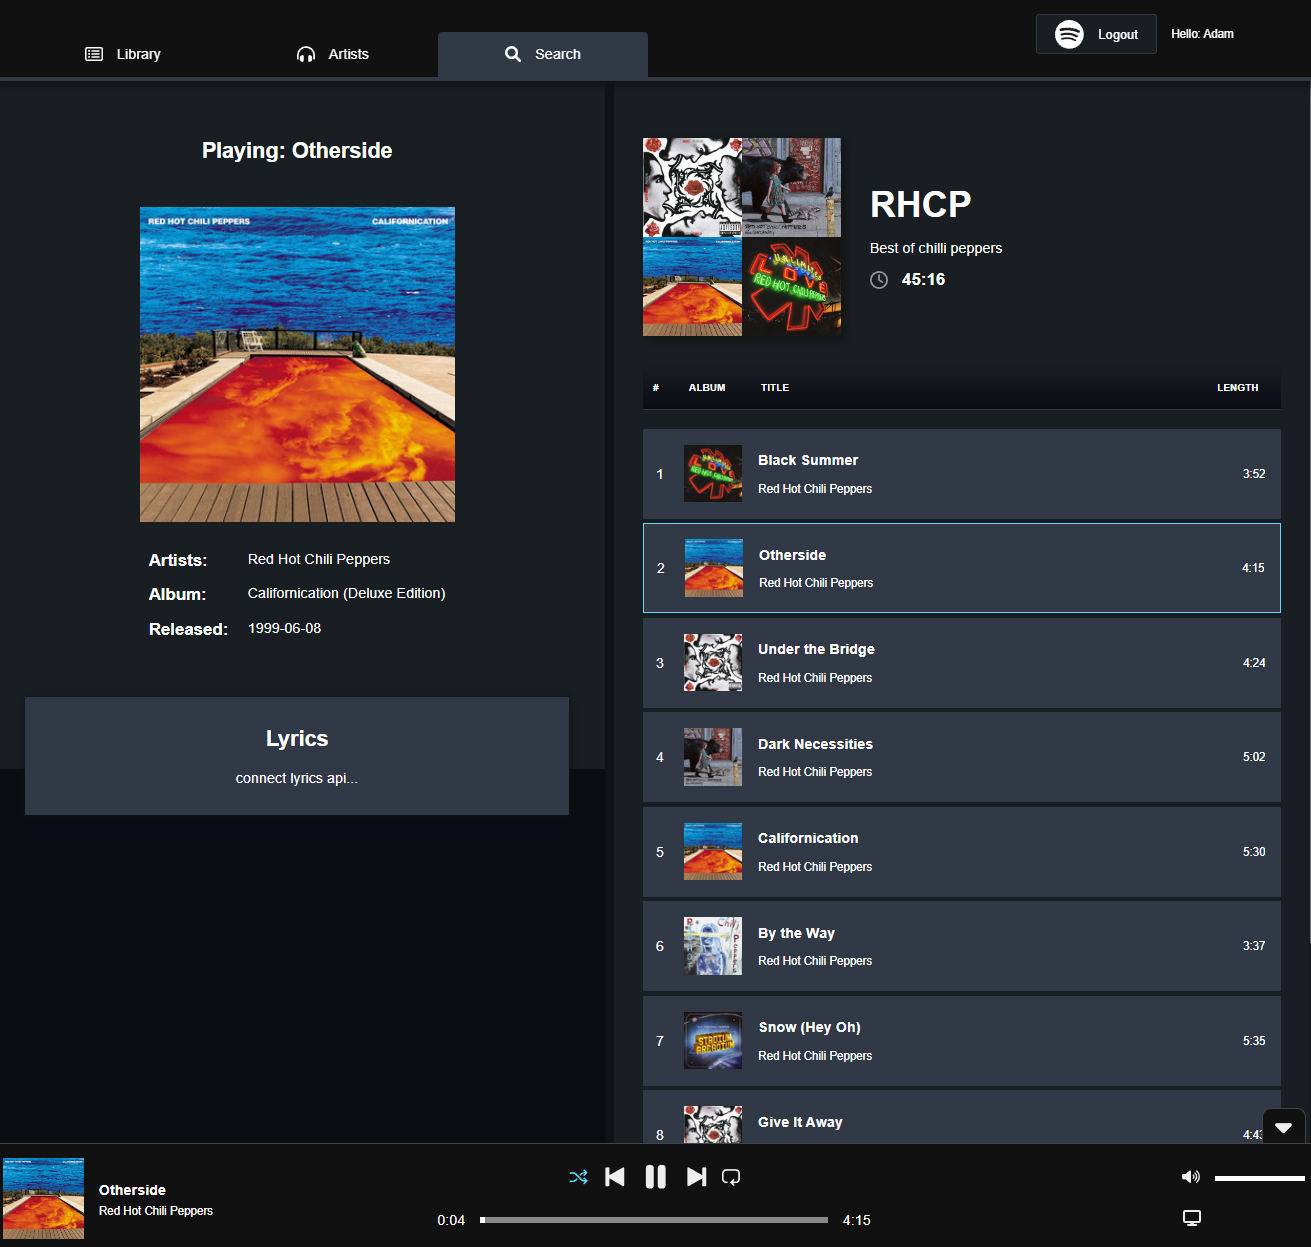 Library
Artists
Search
Logout
Hello: Adam
Playing: Otherside
RED HOT CHILI PEPPERS
CALIFORNICATION
Artists:
Red Hot Chili Peppers
Album:
Californication (Deluxe Edition)
Released:
1999-06-08
Lyrics
connect lyrics api...
RHCP
Best of chilli peppers
45:16
# ALBUM TITLE LENGTH
1
Black Summer
Red Hot Chili Peppers
3:52
2
Otherside
Red Hot Chili Peppers
4:15
3
Under the Bridge
Red Hot Chili Peppers
4:24
4
Dark Necessities
Red Hot Chili Peppers
5:02
5
Californication
Red Hot Chili Peppers
5:30
6
By the Way
Red Hot Chili Peppers
3:37
7
STADIUM
ARCADIUM
Snow (Hey Oh)
Red Hot Chili Peppers
5:35
8
Give It Away
4:43
Otherside
Red Hot Chili Peppers
0:04
4:15